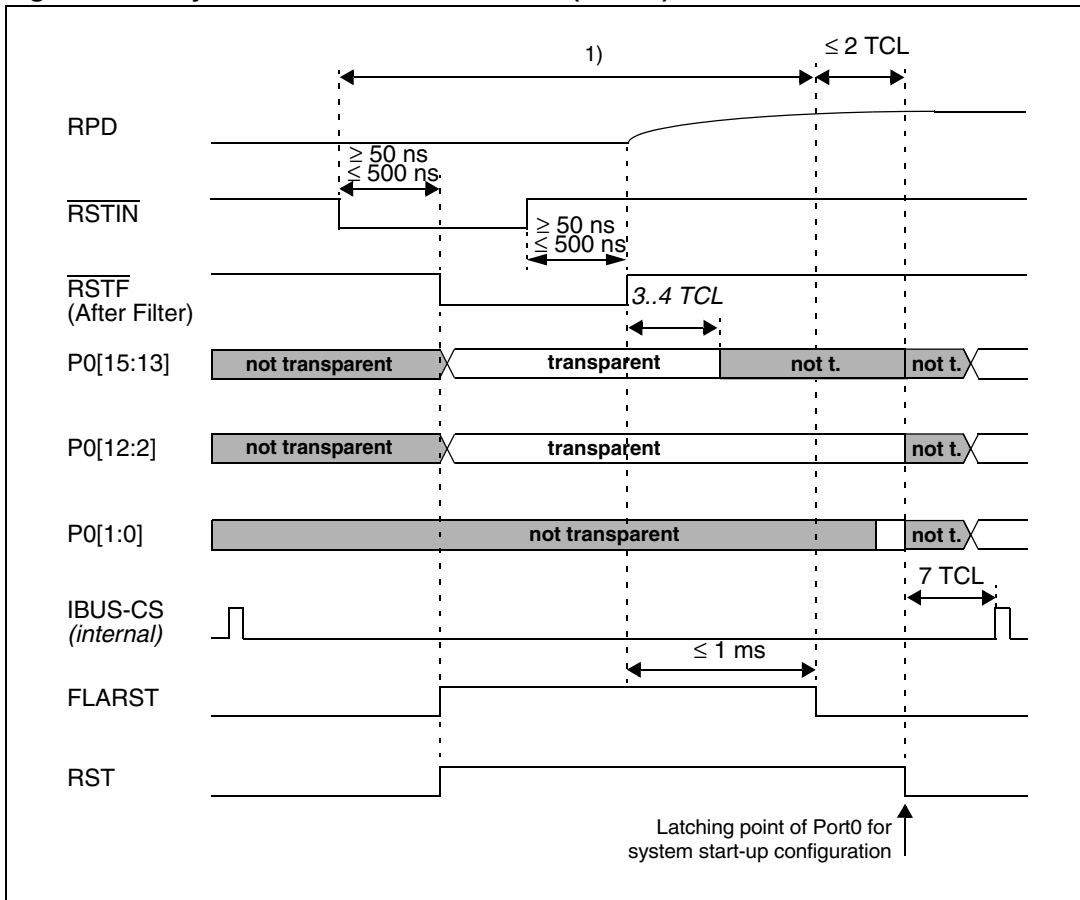 1)
≤ 2 TCL
RPD
≥ 50 ns
≤ 500 ns
RSTIN
≥ 50 ns
≤ 500 ns
RSTF
(After Filter)
3..4 TCL
P0[15:13]
not transparent
transparent
not t.
not t.
P0[12:2]
not transparent
transparent
not t.
P0[1:0]
not transparent
not t.
7 TCL
IBUS-CS
(internal)
≤ 1 ms
FLARST
RST
Latching point of Port0 for
system start-up configuration